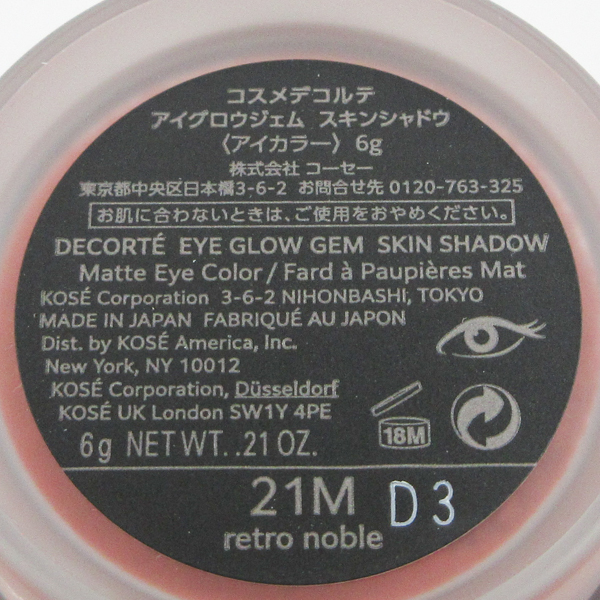 コスメデコルテ
アイグロウジェム スキンシャドウ
〈アイカラー〉 6g
株式会社 コーセー
東京都中央区日本橋3-6-2 お問合せ先 0120-763-325
お肌に合わないときは、ご使用をおやめください。
DECORTÉ EYE GLOW GEM SKIN SHADOW
Matte Eye Color / Fard à Paupières Mat
KOSÉ Corporation 3-6-2 NIHONBASHI, TOKYO
MADE IN JAPAN FABRIQUÉ AU JAPON
Dist. by KOSÉ America, Inc.
New York, NY 10012
KOSÉ Corporation, Düsseldorf
KOSÉ UK London SW1Y 4PE
18M
6g NET WT. .21 OZ.
21M D3
retro noble